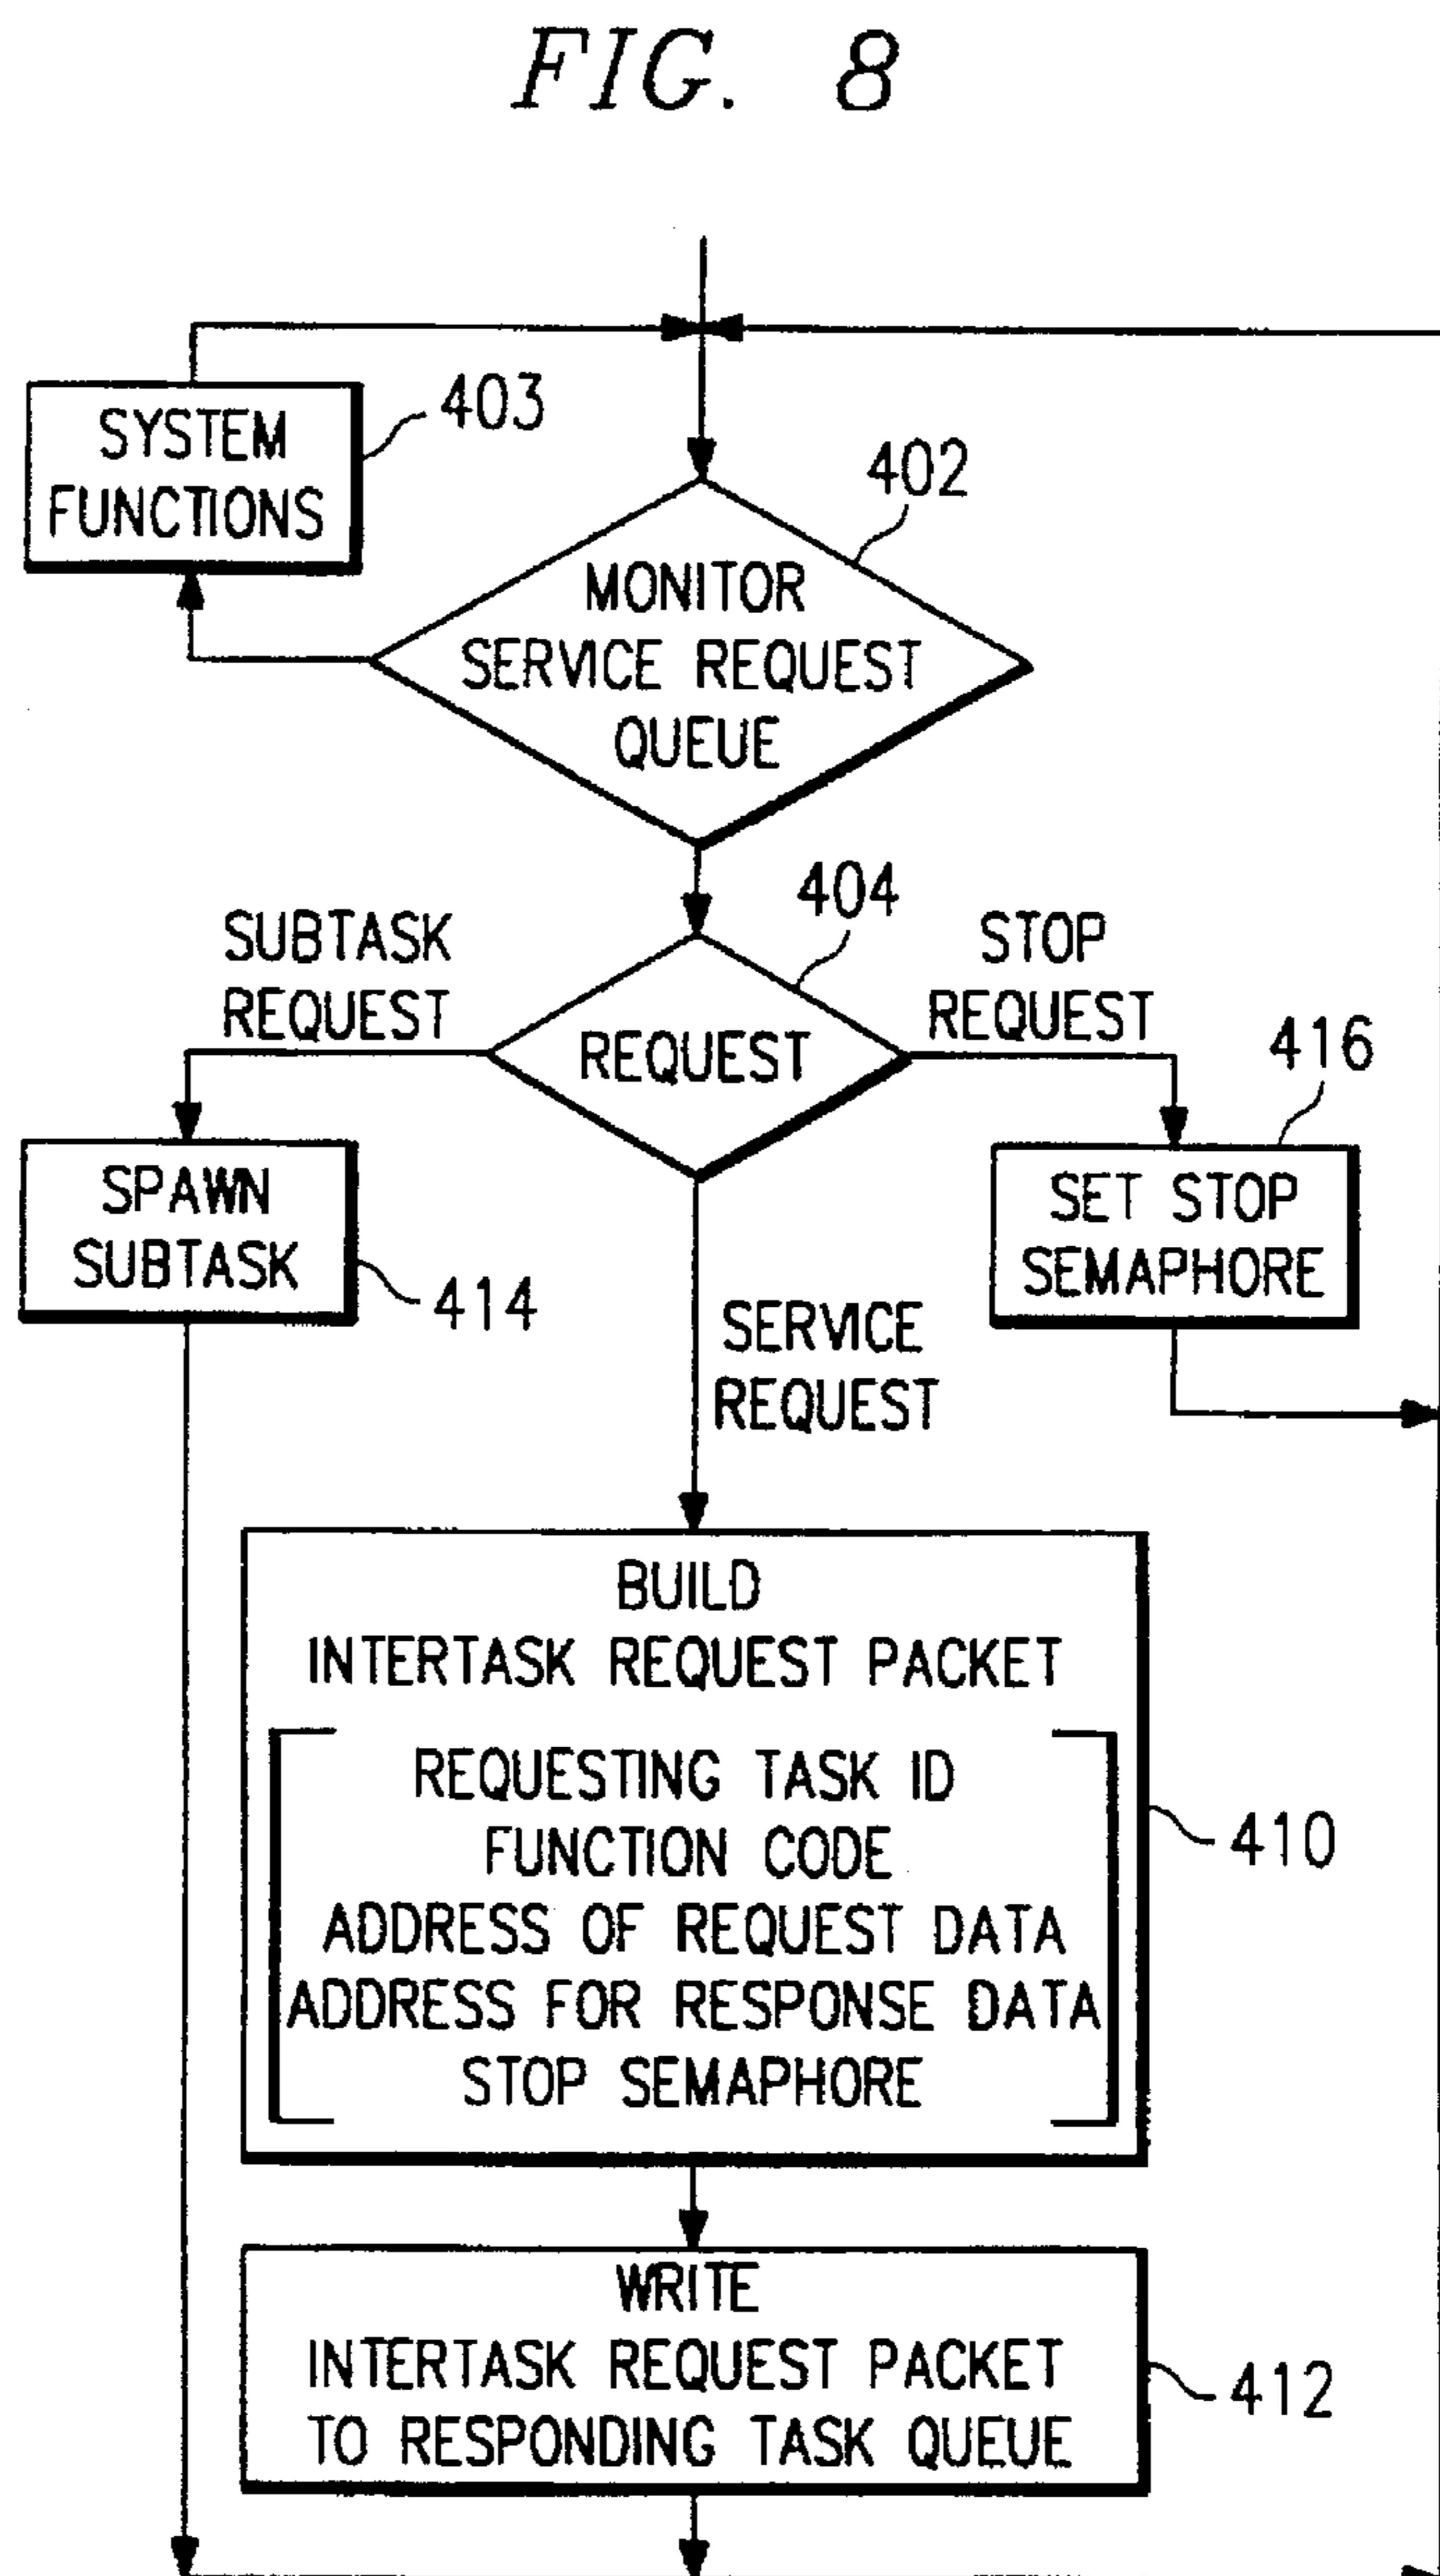 FIG. 8
403
SYSTEM
FUNCTIONS
402
MONITOR
SERVICE REQUEST
QUEUE
404
SUBTASK
REQUEST
REQUEST
STOP
REQUEST
416
SPAWN
SUBTASK
414
SET STOP
SEMAPHORE
SERVICE
REQUEST
BUILD
INTERTASK REQUEST PACKET
REQUESTING TASK ID
FUNCTION CODE
ADDRESS OF REQUEST DATA
ADDRESS FOR RESPONSE DATA
STOP SEMAPHORE
410
WRITE
INTERTASK REQUEST PACKET
TO RESPONDING TASK QUEUE
412